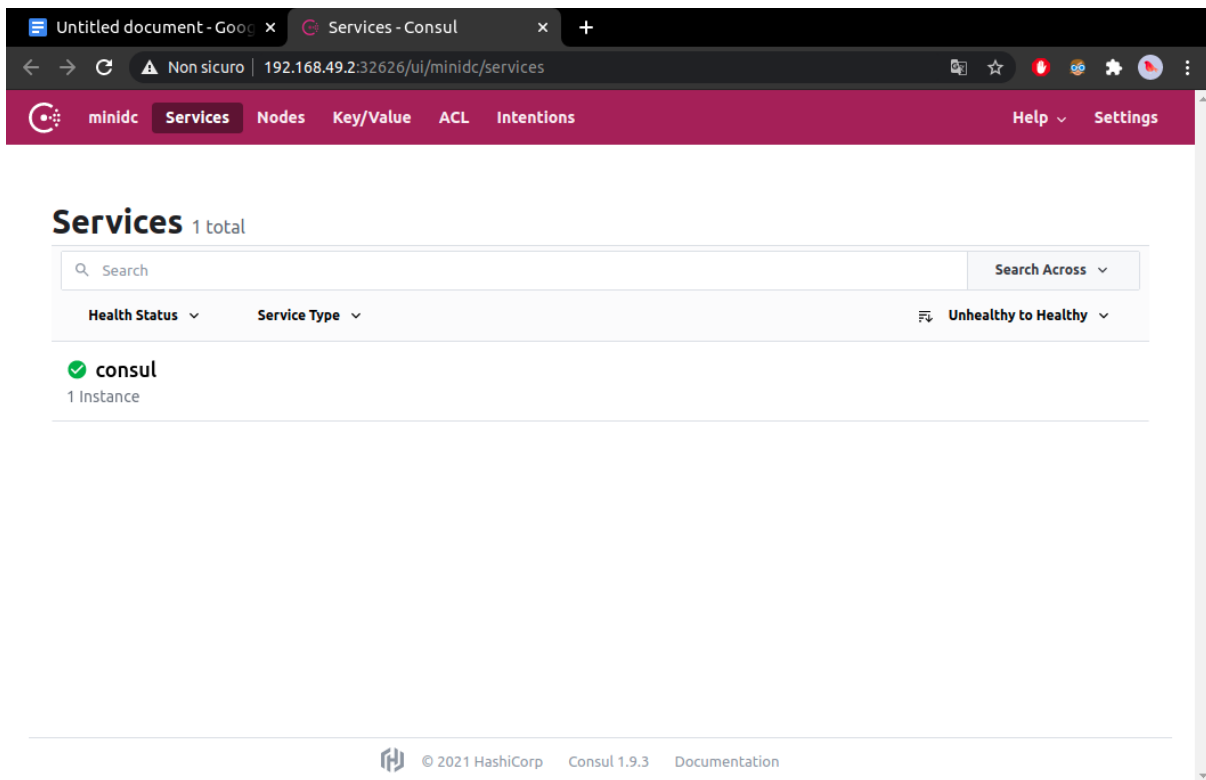 Untitled document - Goog × Services - Consul × +
Non sicuro | 192.168.49.2:32626/ui/minidc/services
minidc Services Nodes Key/Value ACL Intentions Help Settings
Services 1 total
Search Search Across
Health Status Service Type Unhealthy to Healthy
consul
1 Instance
© 2021 HashiCorp Consul 1.9.3 Documentation